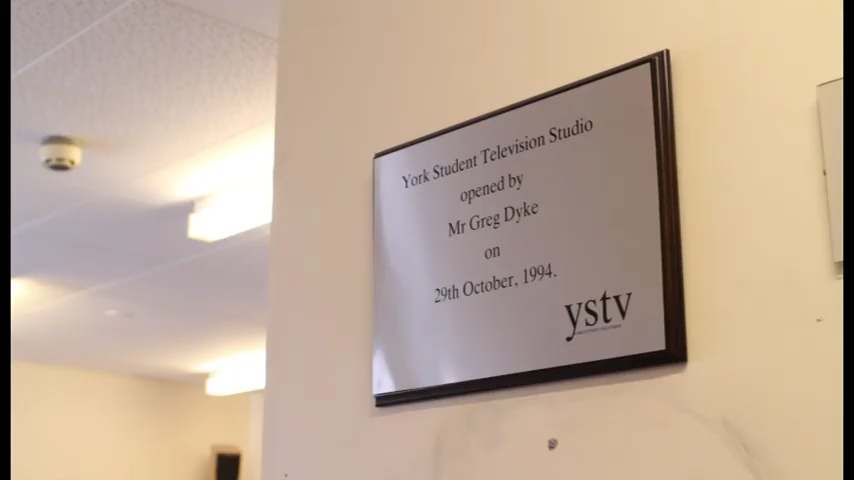 York Student Television Studio
opened by
Mr Greg Dyke
on
29th October, 1994.
ystv